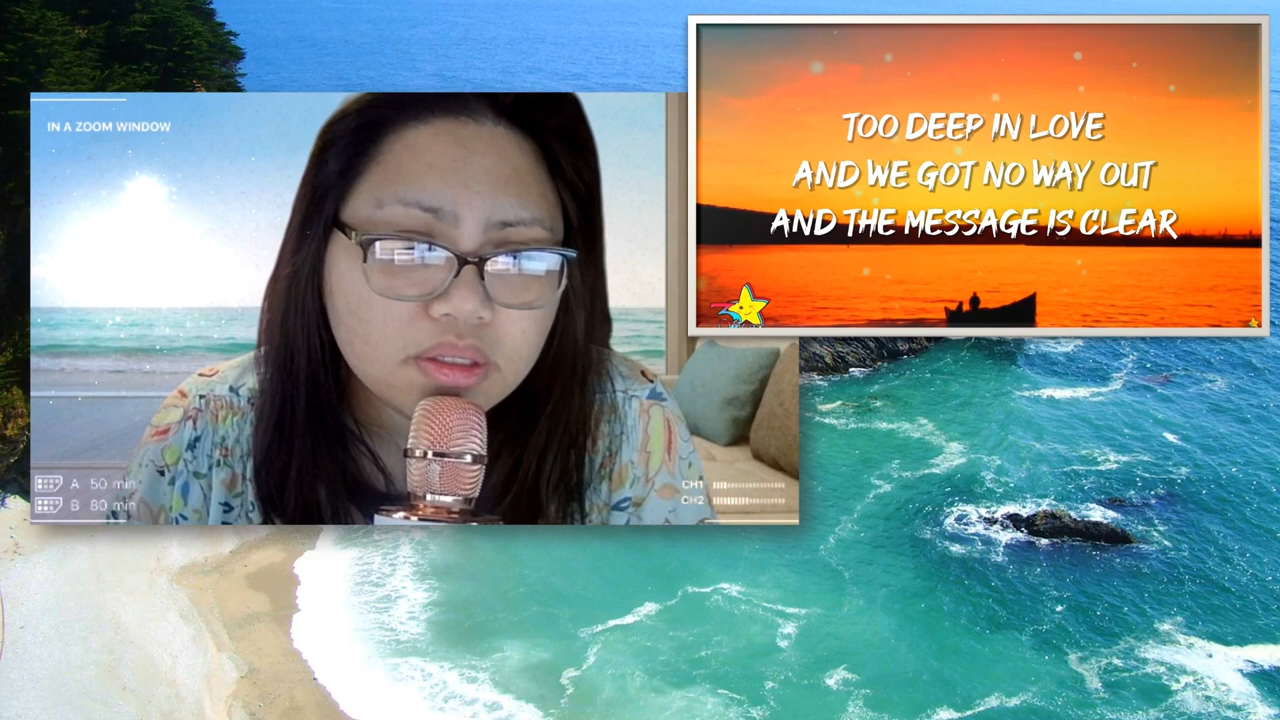 IN A ZOOM WINDOW
TOO DEEP IN LOVE
AND WE GOT NO WAY OUT
AND THE MESSAGE IS CLEAR
A 50 min
B 80 min
CH1
CH2